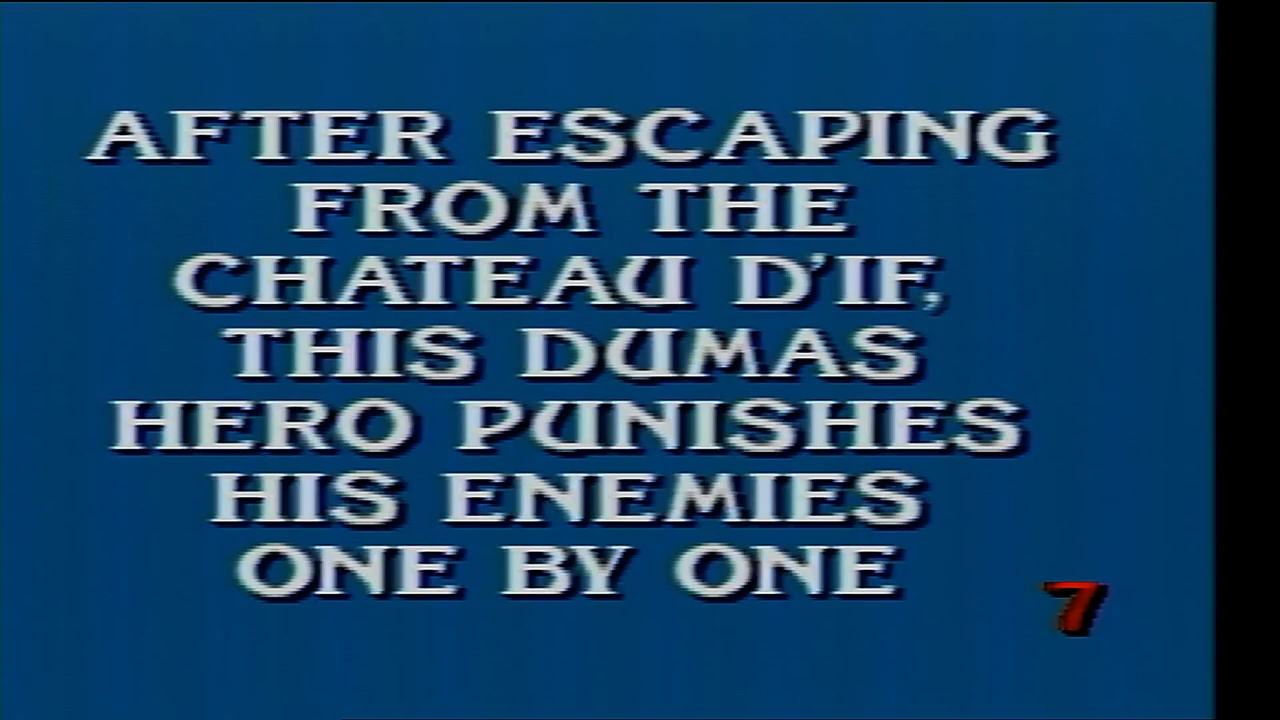 AFTER ESCAPING
FROM THE
CHATEAU D'IF,
THIS DUMAS
HERO PUNISHES
HIS ENEMIES
ONE BY ONE
7